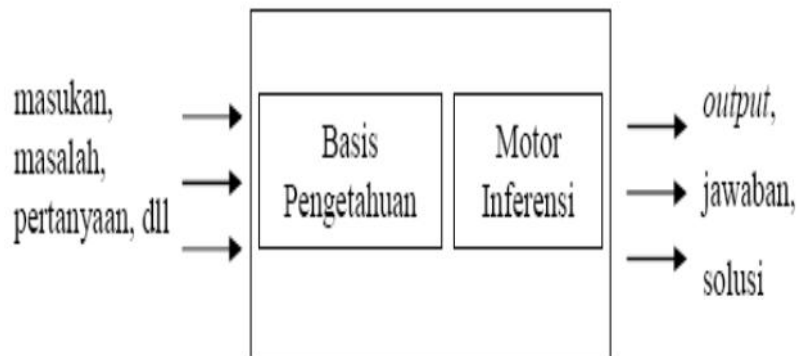 masukan,
masalah,
pertanyaan, dll
Basis
Pengetahuan
Motor
Inferensi
output,
jawaban,
solusi